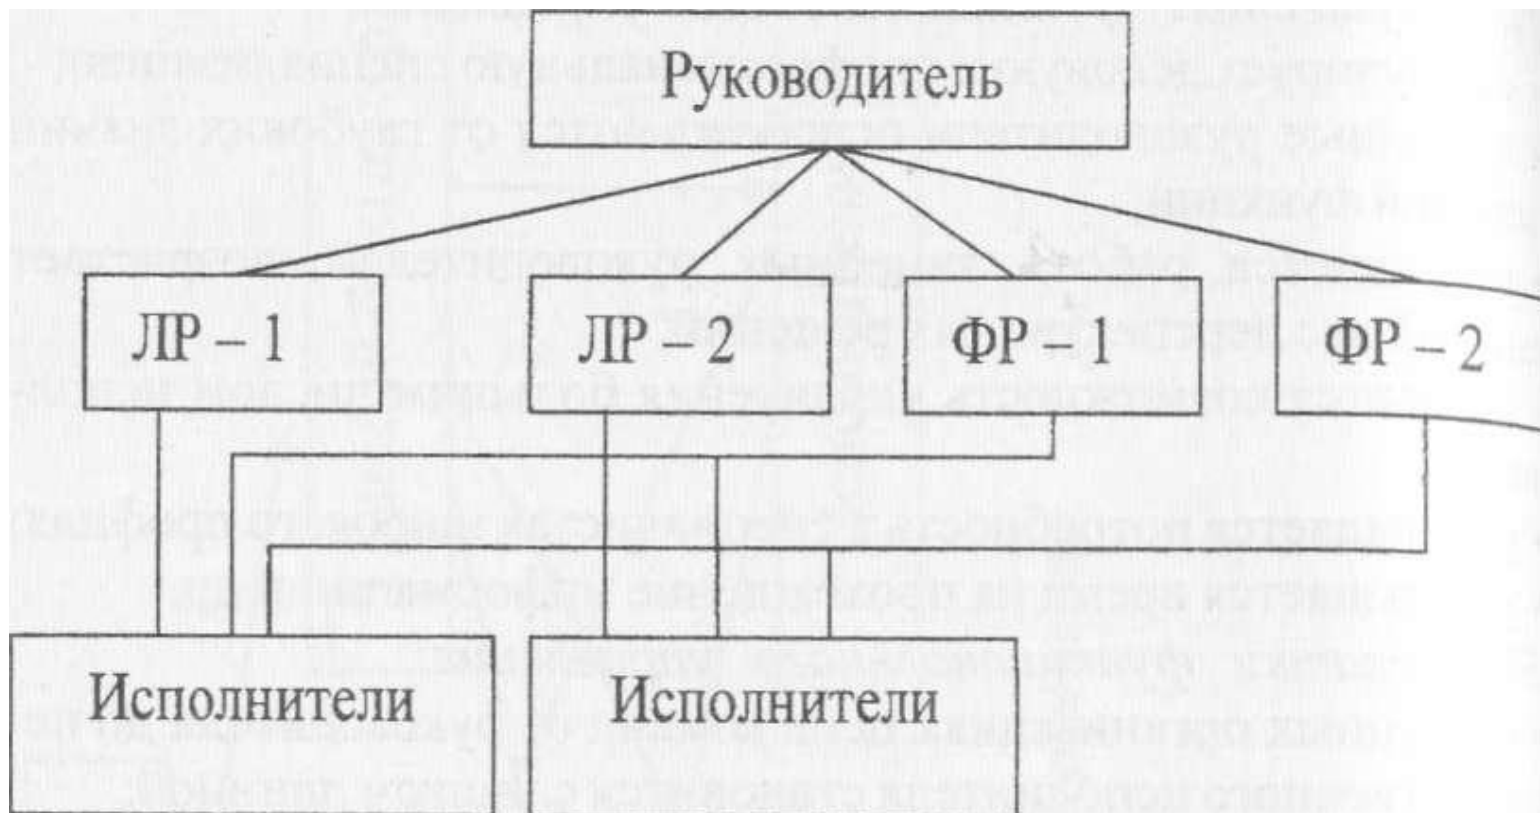 Руководитель
ЛР – 1
ЛР – 2
ФР – 1
ФР – 2
Исполнители
Исполнители